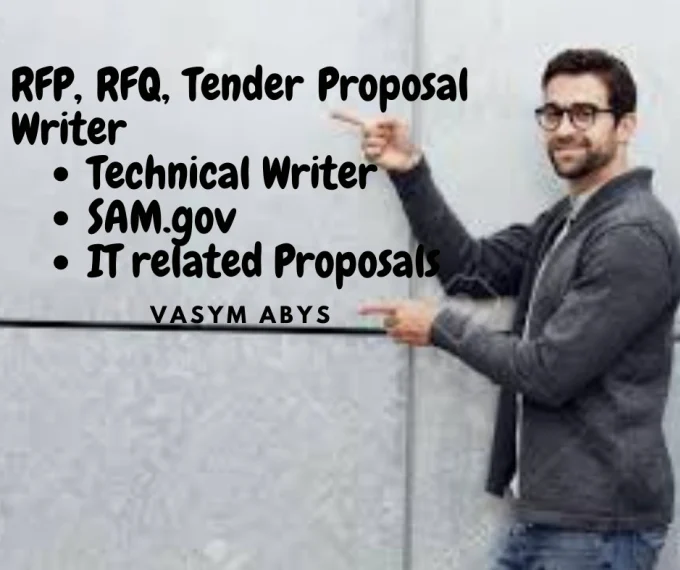 RFP, RFQ, Tender Proposal
Writer
• Technical Writer
• SAM.gov
• IT related Proposals
VASYM ABYS